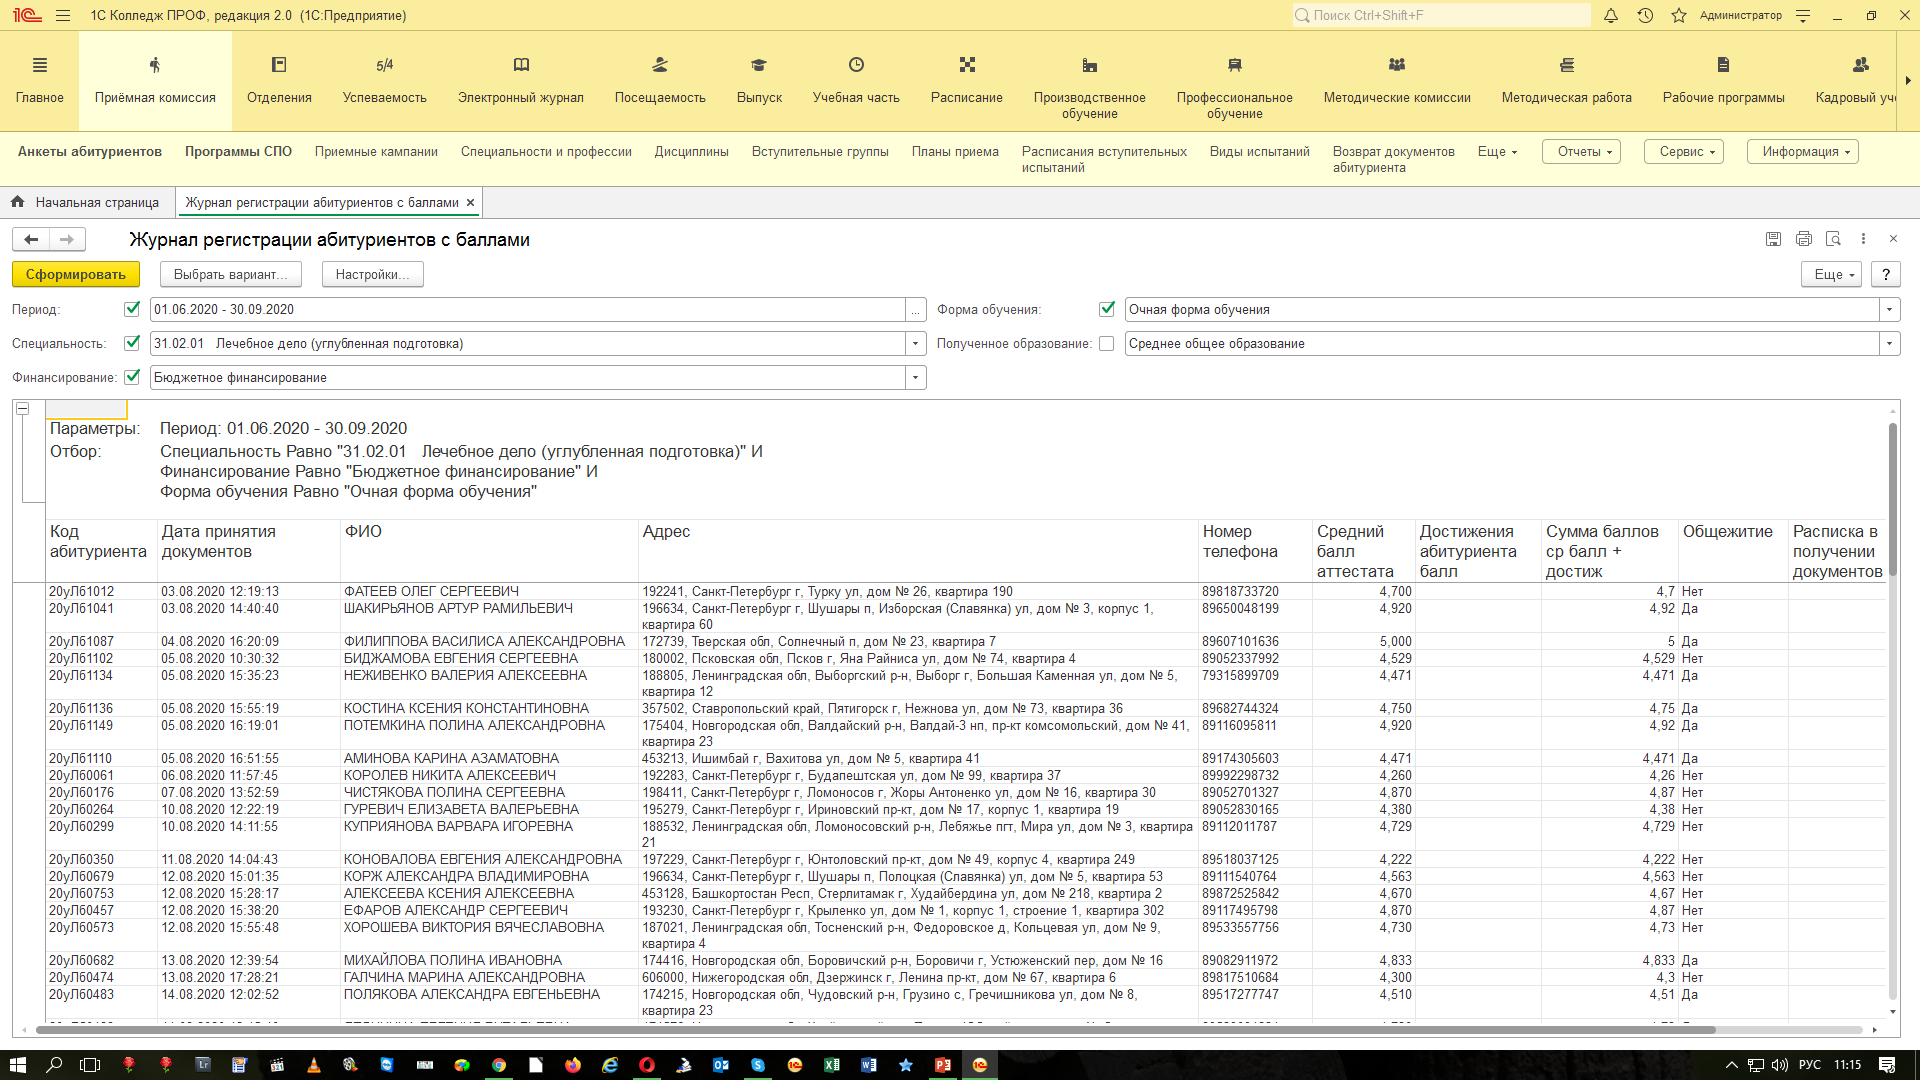 1С Колледж ПРОФ, редакция 2.0 (1С:Предприятие)
Поиск Ctrl+Shift+F
Администратор
Главное
Приёмная комиссия
Отделения
5/4
Успеваемость
Электронный журнал
Посещаемость
Выпуск
Учебная часть
Расписание
Производственное обучение
Профессиональное обучение
Методические комиссии
Методическая работа
Рабочие программы
Кадровый уч
Анкеты абитуриентов
Программы СПО
Приемные кампании
Специальности и профессии
Дисциплины
Вступительные группы
Планы приема
Расписания вступительных испытаний
Виды испытаний
Возврат документов абитуриента
Еще
Отчеты
Сервис
Информация
Начальная страница
Журнал регистрации абитуриентов с баллами
Журнал регистрации абитуриентов с баллами
Сформировать
Выбрать вариант...
Настройки...
Еще
?
Период: 01.06.2020 - 30.09.2020 ...
Форма обучения: Очная форма обучения
Специальность: 31.02.01 Лечебное дело (углубленная подготовка)
Полученное образование: Среднее общее образование
Финансирование: Бюджетное финансирование
Параметры: Период: 01.06.2020 - 30.09.2020
Отбор: Специальность Равно "31.02.01 Лечебное дело (углубленная подготовка)" И
Финансирование Равно "Бюджетное финансирование" И
Форма обучения Равно "Очная форма обучения"
Код абитуриента
Дата принятия документов
ФИО
Адрес
Номер телефона
Средний балл аттестата
Достижения абитуриента балл
Сумма баллов ср балл + достиж
Общежитие
Расписка в получении документов
20уЛ61012 03.08.2020 12:19:13 ФАТЕЕВ ОЛЕГ СЕРГЕЕВИЧ 192241, Санкт-Петербург г, Турку ул, дом № 26, квартира 190 89818733720 4,700 4,7 Нет
20уЛ61041 03.08.2020 14:40:40 ШАКИРЬЯНОВ АРТУР РАМИЛЬЕВИЧ 196634, Санкт-Петербург г, Шушары п, Изборская (Славянка) ул, дом № 3, корпус 1, 89650048199 4,920 4,92 Да
квартира 60
20уЛ61087 04.08.2020 16:20:09 ФИЛИППОВА ВАСИЛИСА АЛЕКСАНДРОВНА 172739, Тверская обл, Солнечный п, дом № 23, квартира 7 89607101636 5,000 5 Да
20уЛ61102 05.08.2020 10:30:32 БИДЖАМОВА ЕВГЕНИЯ СЕРГЕЕВНА 180002, Псковская обл, Псков г, Яна Райниса ул, дом № 74, квартира 4 89052337992 4,529 4,529 Нет
20уЛ61134 05.08.2020 15:35:23 НЕЖИВЕНКО ВАЛЕРИЯ АЛЕКСЕЕВНА 188805, Ленинградская обл, Выборгский р-н, Выборг г, Большая Каменная ул, дом № 5, 79315899709 4,471 4,471 Да
квартира 12
20уЛ61136 05.08.2020 15:55:19 КОСТИНА КСЕНИЯ КОНСТАНТИНОВНА 357502, Ставропольский край, Пятигорск г, Нежнова ул, дом № 73, квартира 36 89682744324 4,750 4,75 Да
20уЛ61149 05.08.2020 16:19:01 ПОТЕМКИНА ПОЛИНА АЛЕКСАНДРОВНА 175404, Новгородская обл, Валдайский р-н, Валдай-3 нп, пр-кт комсомольский, дом № 41, 89116095811 4,920 4,92 Да
квартира 23
20уЛ61110 05.08.2020 16:51:55 АМИНОВА КАРИНА АЗАМАТОВНА 453213, Ишимбай г, Вахитова ул, дом № 5, квартира 41 89174305603 4,471 4,471 Да
20уЛ60061 06.08.2020 11:57:45 КОРОЛЕВ НИКИТА АЛЕКСЕЕВИЧ 192283, Санкт-Петербург г, Будапештская ул, дом № 99, квартира 37 89992298732 4,260 4,26 Нет
20уЛ60176 07.08.2020 13:52:59 ЧИСТЯКОВА ПОЛИНА СЕРГЕЕВНА 198411, Санкт-Петербург г, Ломоносов г, Жоры Антоненко ул, дом № 16, квартира 30 89052701327 4,870 4,87 Нет
20уЛ60264 10.08.2020 12:22:19 ГУРЕВИЧ ЕЛИЗАВЕТА ВАЛЕРЬЕВНА 195279, Санкт-Петербург г, Ириновский пр-кт, дом № 17, корпус 1, квартира 19 89052830165 4,380 4,38 Нет
20уЛ60299 10.08.2020 14:11:55 КУПРИЯНОВА ВАРВАРА ИГОРЕВНА 188532, Ленинградская обл, Ломоносовский р-н, Лебяжье пгт, Мира ул, дом № 3, квартира 89112011787 4,729 4,729 Нет
21
20уЛ60350 11.08.2020 14:04:43 КОНОВАЛОВА ЕВГЕНИЯ АЛЕКСАНДРОВНА 197229, Санкт-Петербург г, Юнтоловский пр-кт, дом № 49, корпус 4, квартира 249 89518037125 4,222 4,222 Нет
20уЛ60679 12.08.2020 15:01:35 КОРЖ АЛЕКСАНДРА ВЛАДИМИРОВНА 196634, Санкт-Петербург г, Шушары п, Полоцкая (Славянка) ул, дом № 5, квартира 53 89111540764 4,563 4,563 Нет
20уЛ60753 12.08.2020 15:28:17 АЛЕКСЕЕВА КСЕНИЯ АЛЕКСЕЕВНА 453128, Башкортостан Респ, Стерлитамак г, Худайбердина ул, дом № 218, квартира 2 89872525842 4,670 4,67 Нет
20уЛ60457 12.08.2020 15:38:20 ЕФАРОВ АЛЕКСАНДР СЕРГЕЕВИЧ 193230, Санкт-Петербург г, Крыленко ул, дом № 1, корпус 1, строение 1, квартира 302 89117495798 4,870 4,87 Нет
20уЛ60573 12.08.2020 15:55:48 ХОРОШЕВА ВИКТОРИЯ ВЯЧЕСЛАВОВНА 187021, Ленинградская обл, Тосненский р-н, Федоровское д, Кольцевая ул, дом № 9, 89533557756 4,730 4,73 Нет
квартира 4
20уЛ60682 13.08.2020 12:39:54 МИХАЙЛОВА ПОЛИНА ИВАНОВНА 174416, Новгородская обл, Боровичский р-н, Боровичи г, Устюженский пер, дом № 16 89082911972 4,833 4,833 Да
20уЛ60474 13.08.2020 17:28:21 ГАЛЧИНА МАРИНА АЛЕКСАНДРОВНА 606000, Нижегородская обл, Дзержинск г, Ленина пр-кт, дом № 67, квартира 6 89817510684 4,300 4,3 Нет
20уЛ60483 14.08.2020 12:02:52 ПОЛЯКОВА АЛЕКСАНДРА ЕВГЕНЬЕВНА 174215, Новгородская обл, Чудовский р-н, Грузино с, Гречишникова ул, дом № 8, 89517277747 4,510 4,51 Да
квартира 23
РУС 11:15